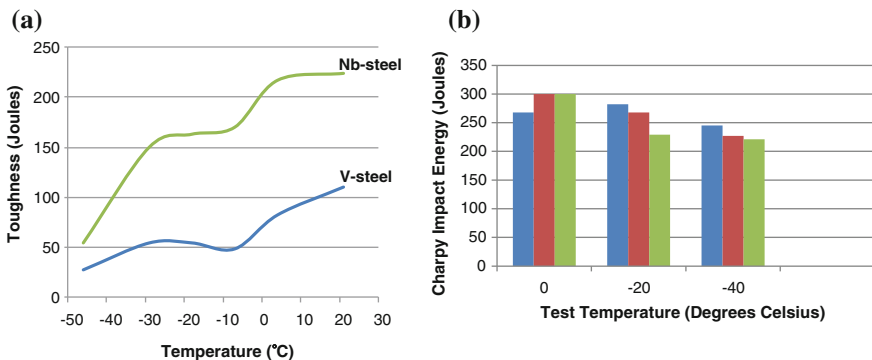 (a)
250
200
150
100
50
0
Toughness (Joules)
Nb-steel
V-steel
-50 -40 -30 -20 -10 0 10 20 30
Temperature (°C)
(b)
350
300
250
200
150
100
50
0
Charpy Impact Energy (Joules)
0 -20 -40
Test Temperature (Degrees Celsius)